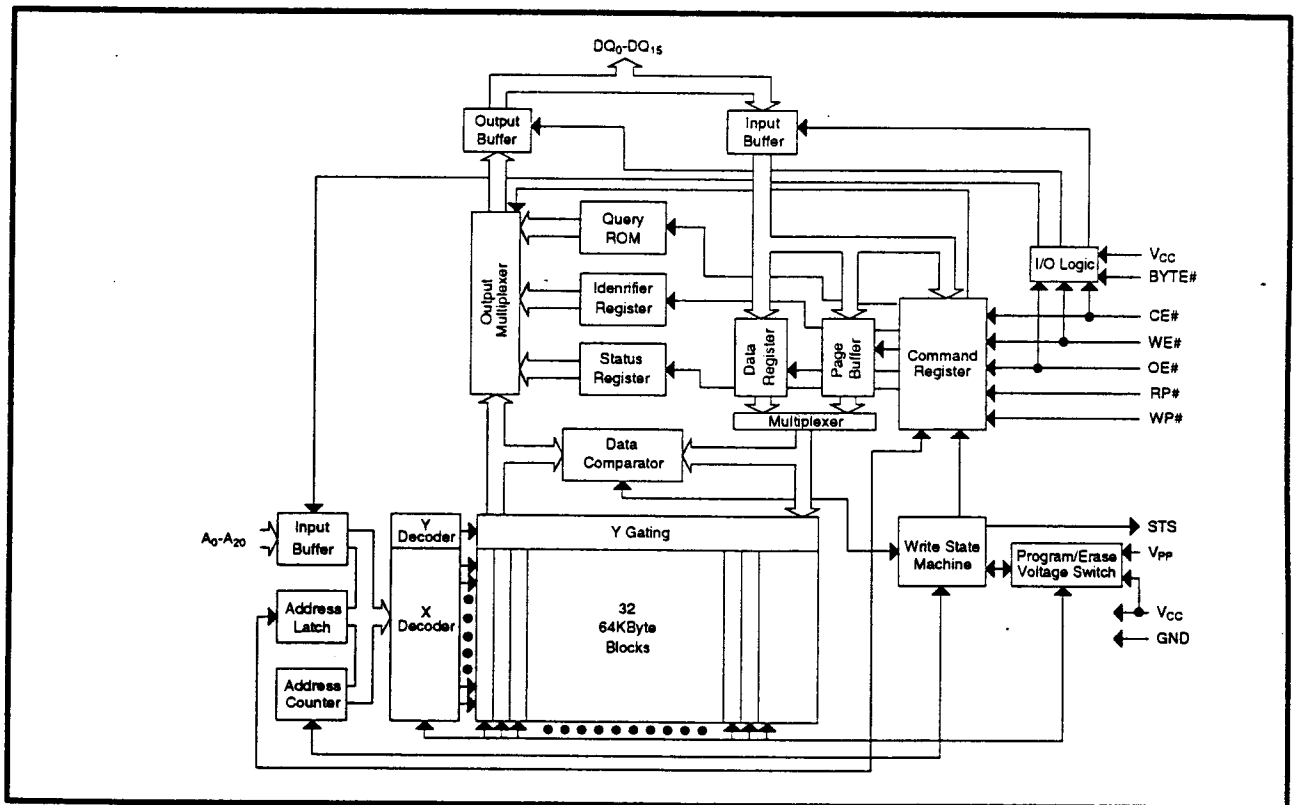 DQ0-DQ15
Output
Buffer
Input
Buffer
Query
ROM
Idenrifier
Register
Status
Register
Output
Multiplexer
Data
Register
Page
Buffer
Multiplexer
Command
Register
I/O Logic
VCC
BYTE#
CE#
WE#
OE#
RP#
WP#
Data
Comparator
A0-A20
Input
Buffer
Address
Latch
Address
Counter
Y
Decoder
X
Decoder
Y Gating
32
64KByte
Blocks
Write State
Machine
Program/Erase
Voltage Switch
STS
VPP
VCC
GND